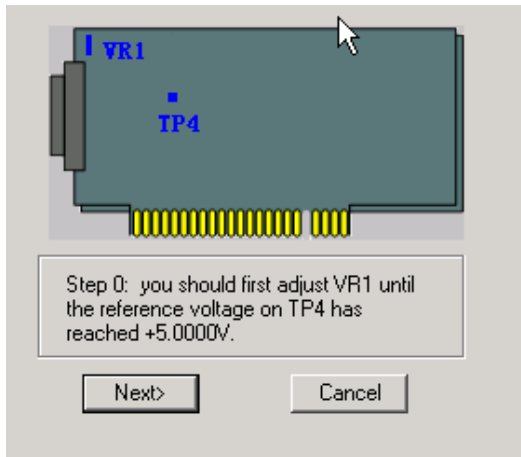 VR1
TP4
Step 0:  you should first adjust VR1 until
the reference voltage on TP4 has
reached +5.0000V.
Next>
Cancel